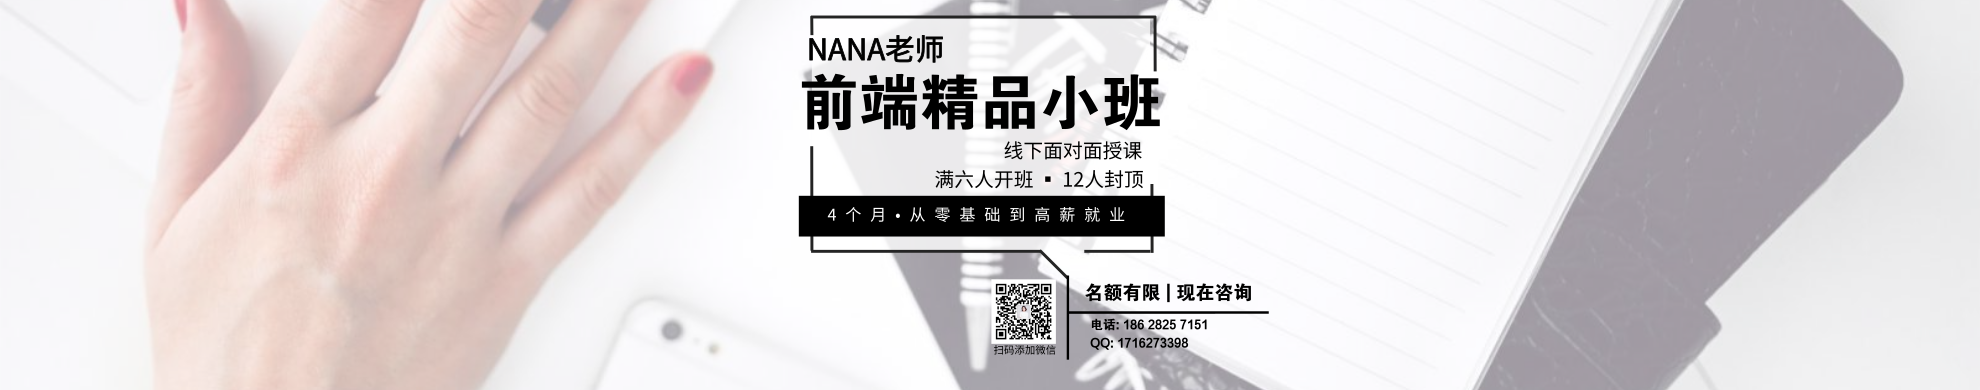 NANA老师
前端精品小班
线下面对面授课
满六人开班 ▪ 12人封顶
4个月•从零基础到高薪就业
名额有限 | 现在咨询
电话: 186 2825 7151
QQ: 1716273398
扫码添加微信